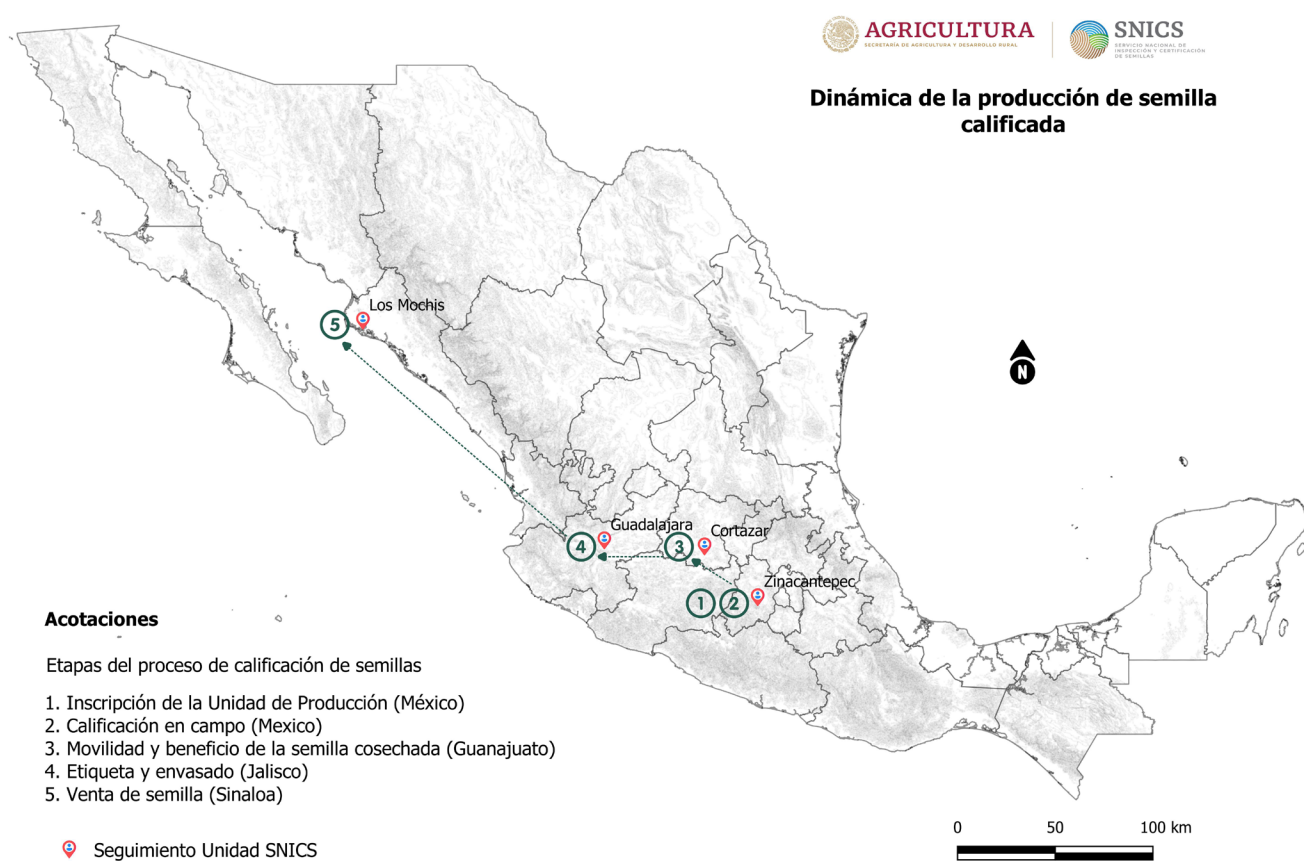 AGRICULTURA
SECRETARÍA DE AGRICULTURA Y DESARROLLO RURAL
SNICS
SERVICIO NACIONAL DE
INSPECCIÓN Y CERTIFICACIÓN
DE SEMILLAS
Dinámica de la producción de semilla
calificada
Los Mochis
5
N
Guadalajara
Cortazar
4
3
Zinacantepec
1 2
Acotaciones
Etapas del proceso de calificación de semillas
1. Inscripción de la Unidad de Producción (México)
2. Calificación en campo (Mexico)
3. Movilidad y beneficio de la semilla cosechada (Guanajuato)
4. Etiqueta y envasado (Jalisco)
5. Venta de semilla (Sinaloa)
Seguimiento Unidad SNICS
0 50 100 km